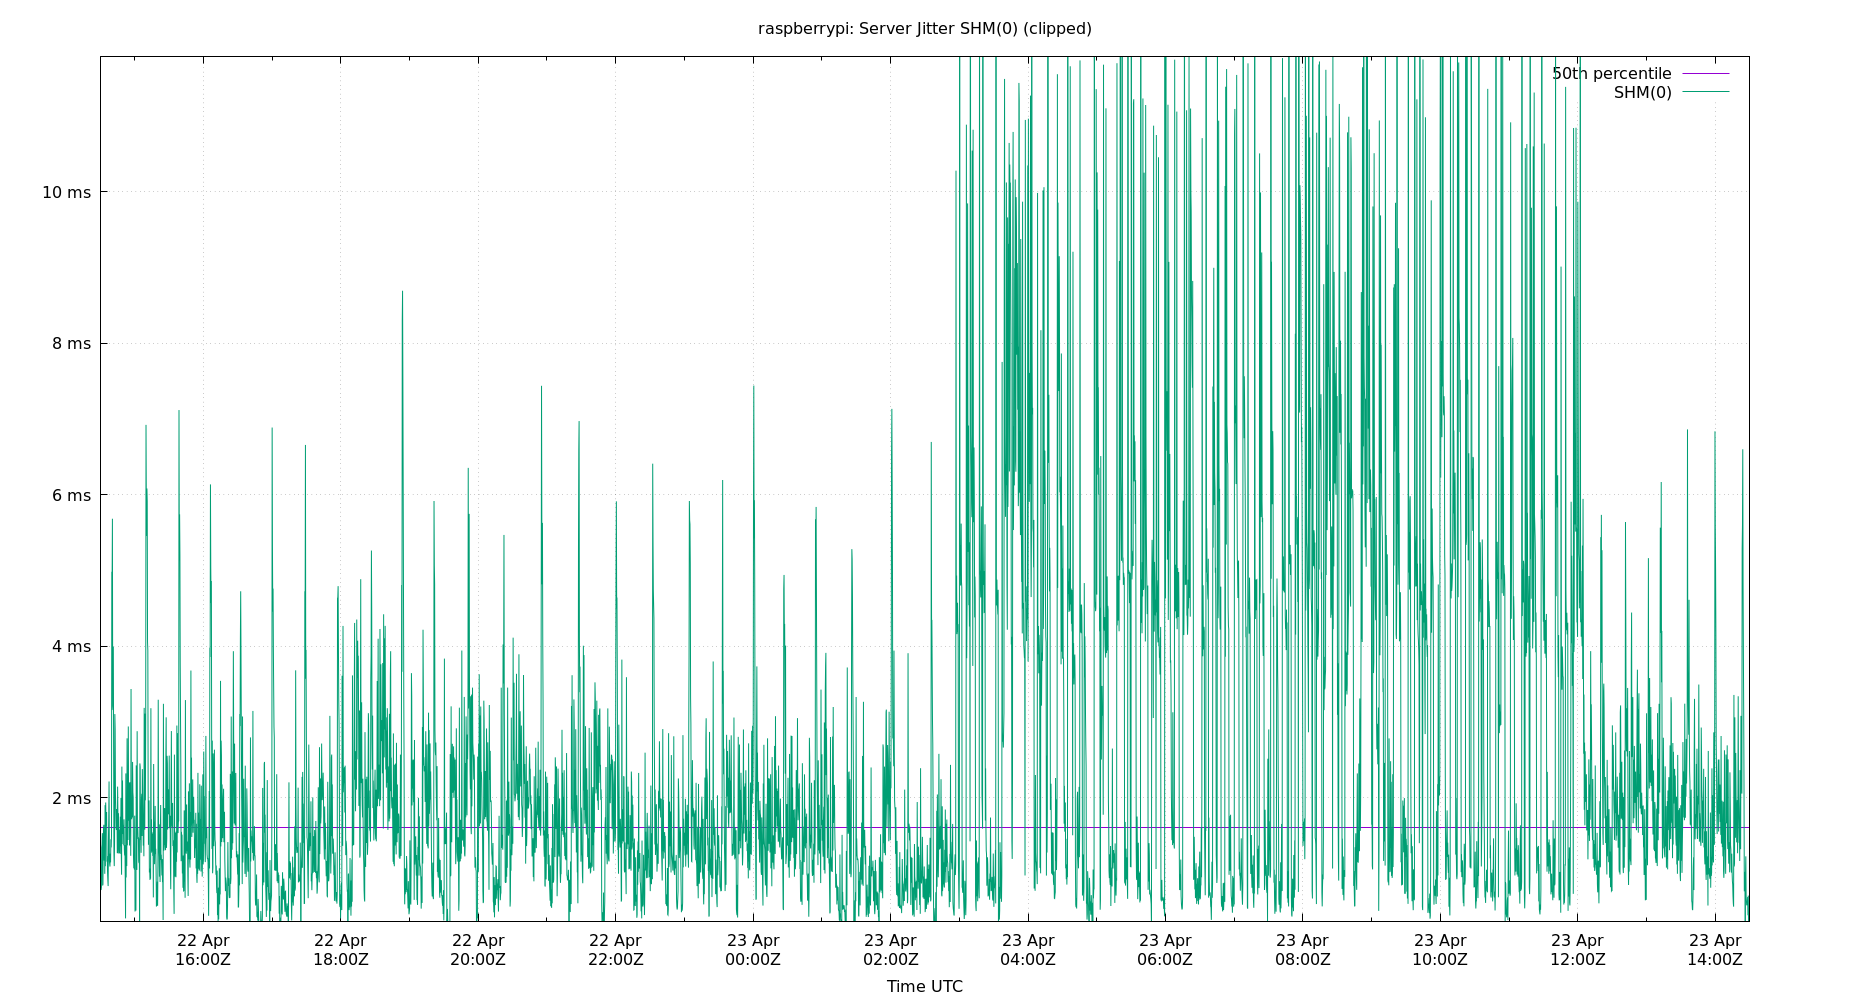 raspberrypi: Server Jitter SHM(0) (clipped)
50th percentile
SHM(0)
10 ms
8 ms
6 ms
4 ms
2 ms
22 Apr 22 Apr 22 Apr 22 Apr 23 Apr 23 Apr 23 Apr 23 Apr 23 Apr 23 Apr 23 Apr 23 Apr
16:00Z 18:00Z 20:00Z 22:00Z 00:00Z 02:00Z 04:00Z 06:00Z 08:00Z 10:00Z 12:00Z 14:00Z
Time UTC